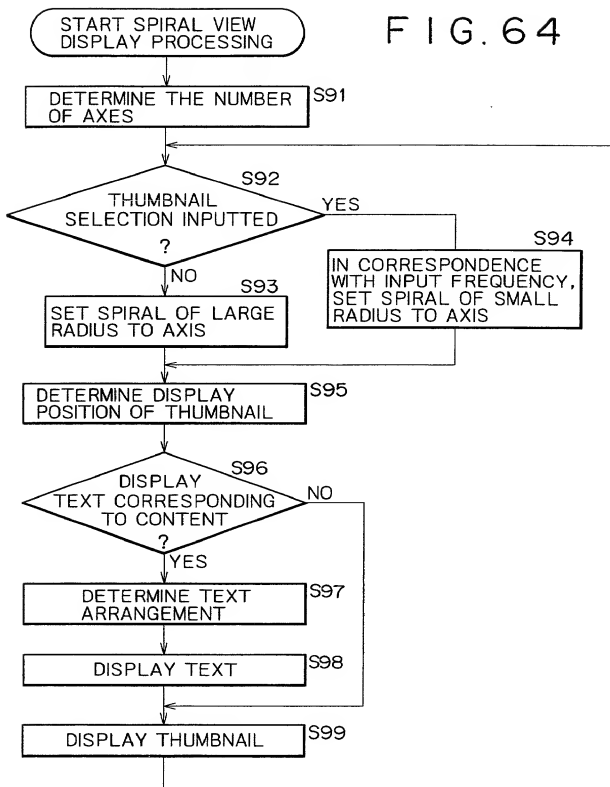 START SPIRAL VIEW
DISPLAY PROCESSING
FIG. 64
DETERMINE THE NUMBER
OF AXES
S91
S92
THUMBNAIL
SELECTION INPUTTED
?
YES
NO
S94
IN CORRESPONDENCE
WITH INPUT FREQUENCY,
SET SPIRAL OF SMALL
RADIUS TO AXIS
S93
SET SPIRAL OF LARGE
RADIUS TO AXIS
DETERMINE DISPLAY
POSITION OF THUMBNAIL
S95
S96
DISPLAY
TEXT CORRESPONDING
TO CONTENT
?
NO
YES
DETERMINE TEXT
ARRANGEMENT
S97
DISPLAY TEXT
S98
DISPLAY THUMBNAIL
S99